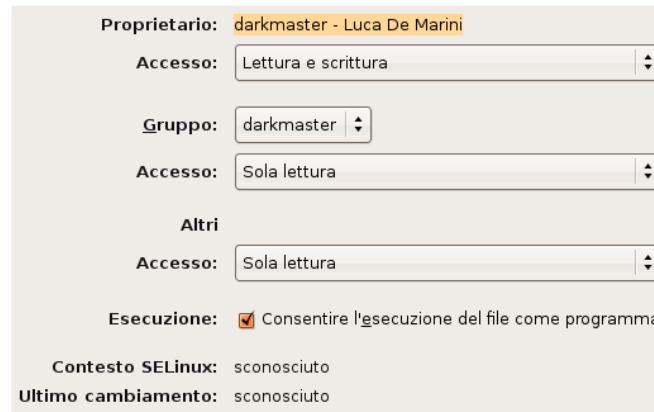 Proprietario: darkmaster - Luca De Marini
Accesso: Lettura e scrittura
Gruppo: darkmaster
Accesso: Sola lettura
Altri
Accesso: Sola lettura
Esecuzione: Consentire l'esecuzione del file come programma
Contesto SELinux: sconosciuto
Ultimo cambiamento: sconosciuto